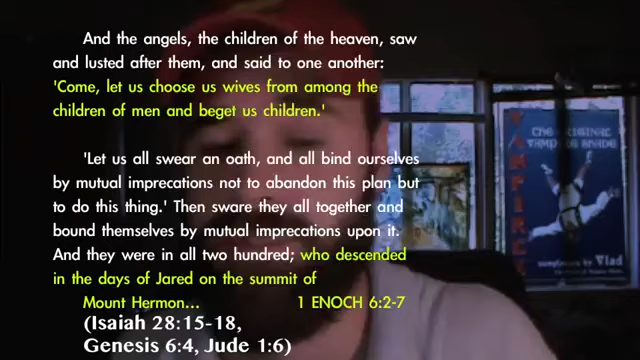 And the angels, the children of the heaven, saw
and lusted after them, and said to one another:
'Come, let us choose us wives from among the
children of men and beget us children.'
'Let us all swear an oath, and all bind ourselves
by mutual imprecations not to abandon this plan but
to do this thing.' Then sware they all together and
bound themselves by mutual imprecations upon it.
And they were in all two hundred; who descended
in the days of Jared on the summit of
Mount Hermon... 1 ENOCH 6:2-7
(Isaiah 28:15-18,
Genesis 6:4, Jude 1:6)
THE ORIGINAL
VAMPIRE
Vlad